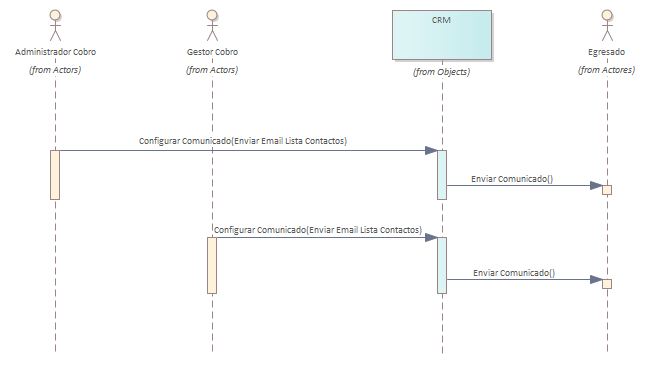 CRM
Administrador Cobro
Gestor Cobro
Egresado
(from Actors)
(from Actors)
(from Objects)
(from Actores)
Configurar Comunicado(Enviar Email Lista Contactos)
Enviar Comunicado()
Configurar Comunicado(Enviar Email Lista Contactos)
Enviar Comunicado()